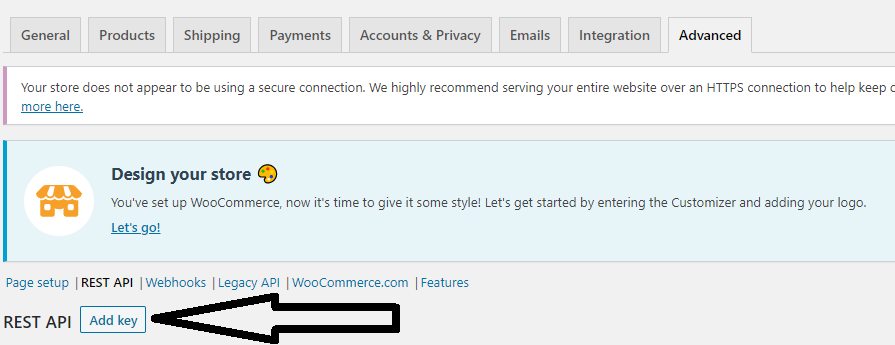 General Products Shipping Payments Accounts & Privacy Emails Integration Advanced
Your store does not appear to be using a secure connection. We highly recommend serving your entire website over an HTTPS connection to help keep
more here.
Design your store
You've set up WooCommerce, now it's time to give it some style! Let's get started by entering the Customizer and adding your logo.
Let's go!
Page setup | REST API | Webhooks | Legacy API | WooCommerce.com | Features
REST API Add key